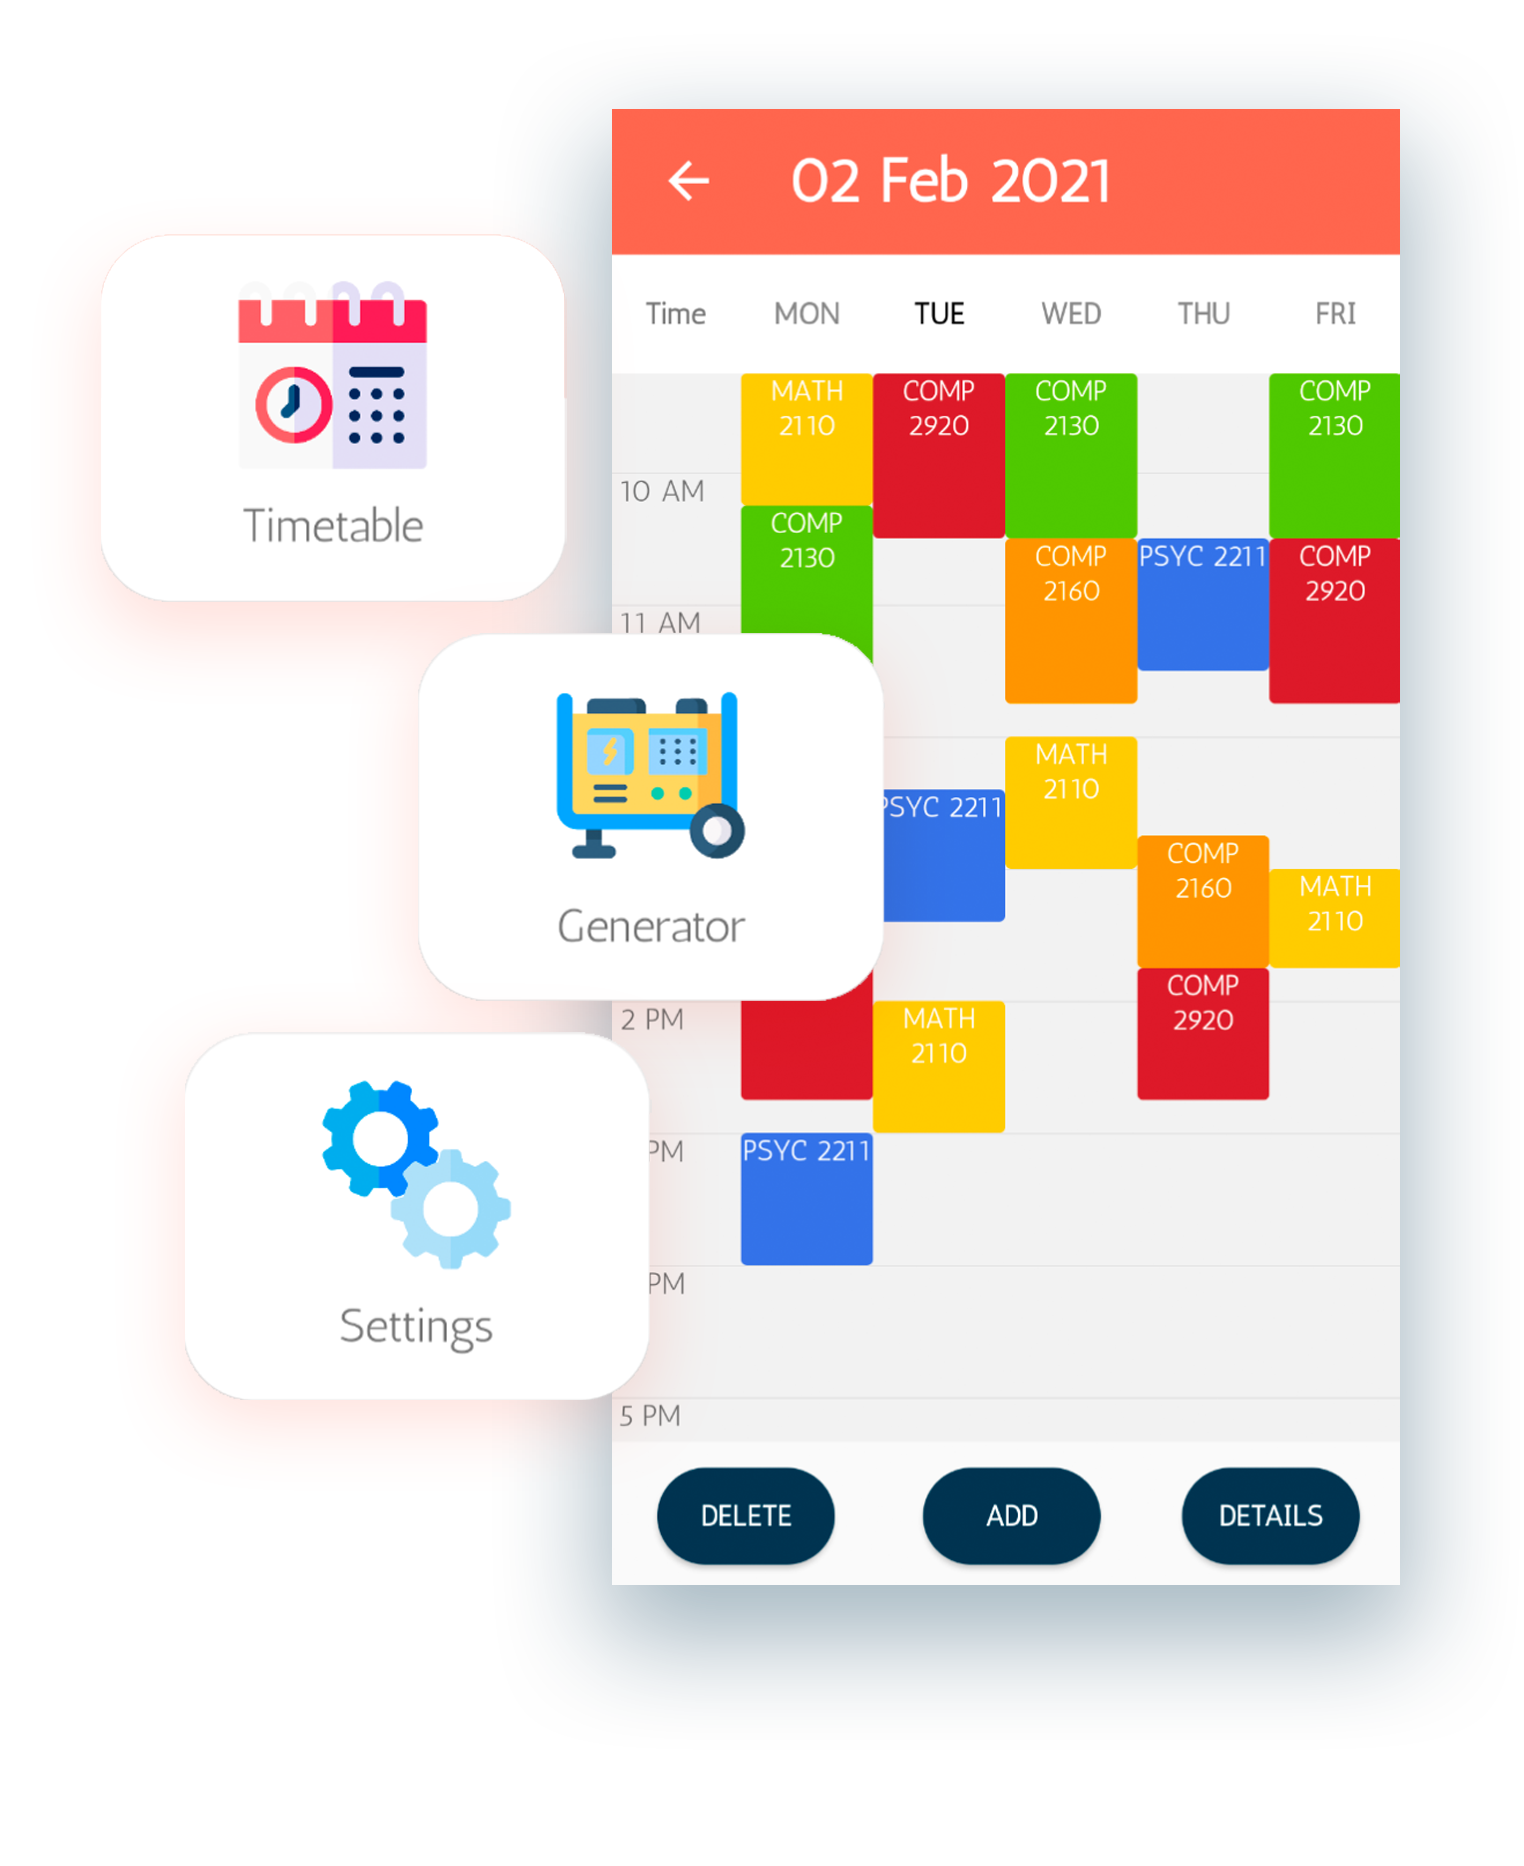 02 Feb 2021
Time MON TUE WED THU FRI
MATH
2110
COMP
2920
COMP
2130
COMP
2130
10 AM
COMP
2130
COMP
2160
PSYC 2211
COMP
2920
11 AM
MATH
2110
PSYC 2211
COMP
2160
MATH
2110
COMP
2920
2 PM
MATH
2110
PM
PSYC 2211
PM
5 PM
DELETE
ADD
DETAILS
Timetable
Generator
Settings